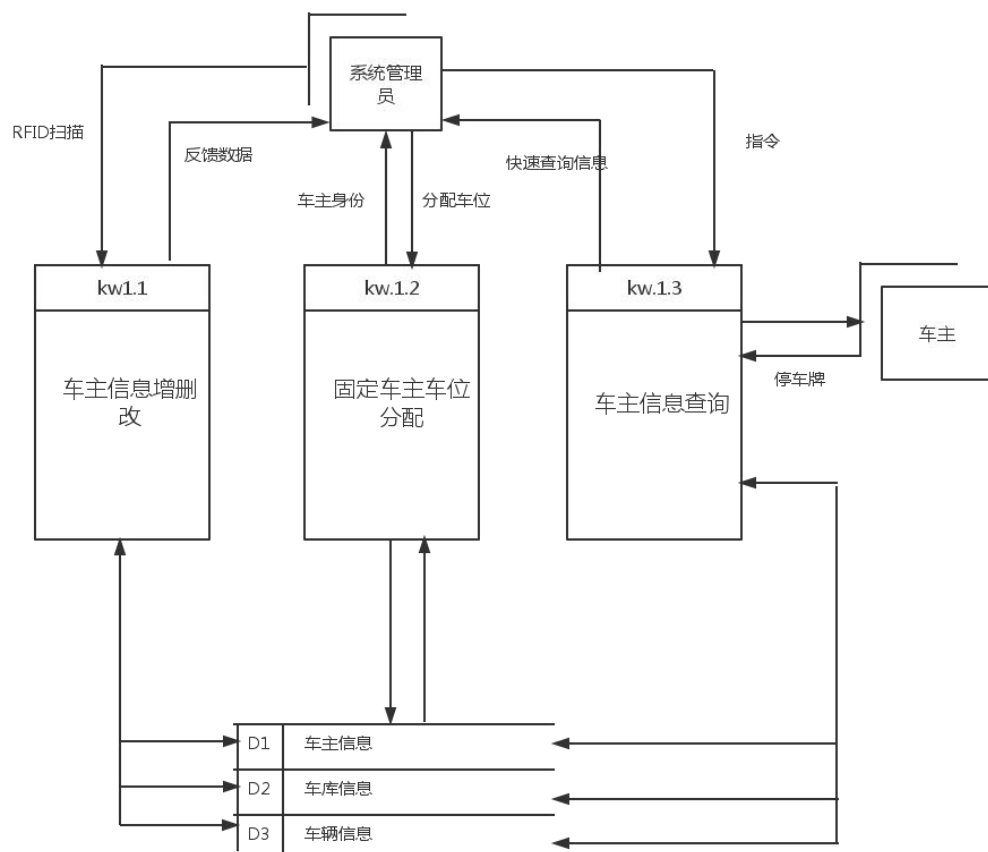 系统管理
员
RFID扫描
反馈数据
车主身份
分配车位
快速查询信息
指令
kw1.1
kw.1.2
kw.1.3
车主信息增删
改
固定车主车位
分配
车主信息查询
车主
停车牌
D1 车主信息
D2 车库信息
D3 车辆信息